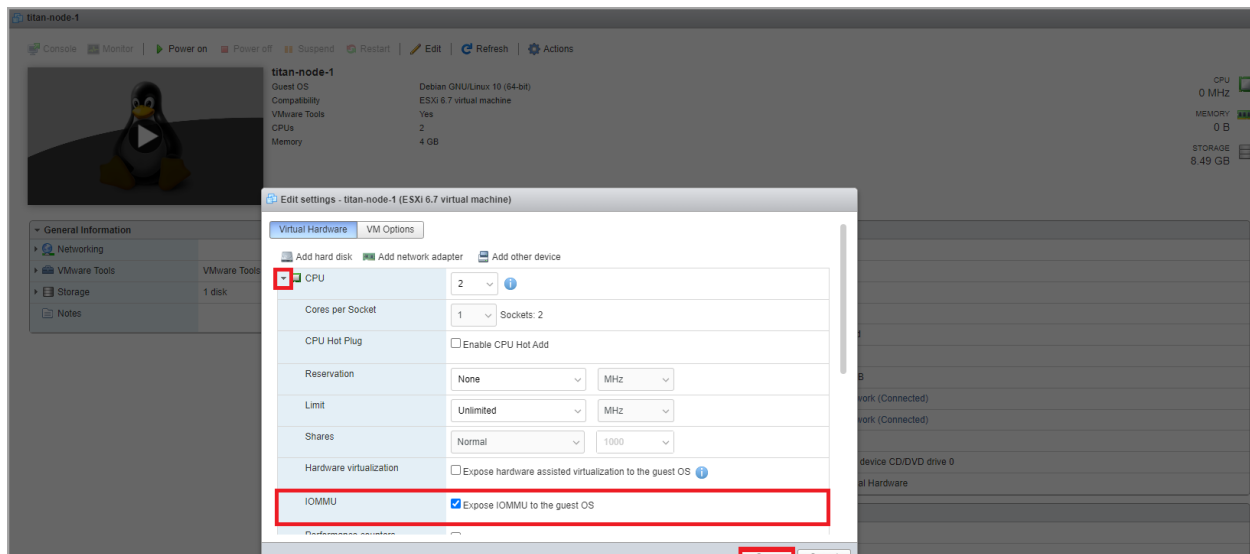 titan-node-1
Console Monitor Power on Power off Suspend Restart Edit Refresh Actions
titan-node-1
Guest OS Debian GNU/Linux 10 (64-bit)
Compatibility ESXi 6.7 virtual machine
VMware Tools Yes
CPUs 2
Memory 4 GB
CPU
0 MHz
MEMORY
0 B
STORAGE
8.49 GB
Edit settings - titan-node-1 (ESXi 6.7 virtual machine)
Virtual Hardware VM Options
Add hard disk Add network adapter Add other device
CPU 2
Cores per Socket 1 Sockets: 2
CPU Hot Plug Enable CPU Hot Add
Reservation None MHz
Limit Unlimited MHz
Shares Normal 1000
Hardware virtualization Expose hardware assisted virtualization to the guest OS
IOMMU Expose IOMMU to the guest OS
Performance counters
General Information
Networking
VMware Tools VMware Tools
Storage 1 disk
Notes
B
work (Connected)
work (Connected)
device CD/DVD drive 0
al Hardware